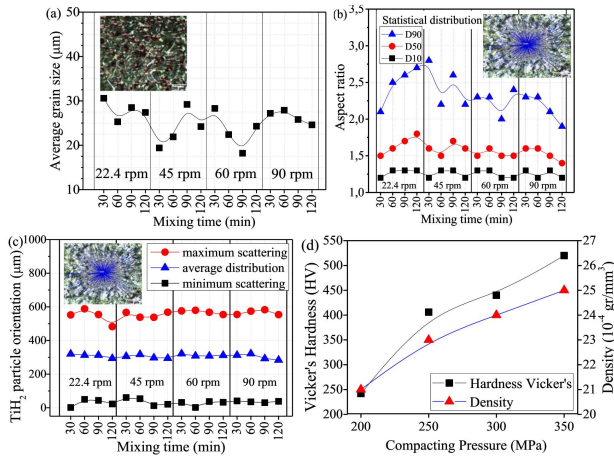 (a)
Average grain size (µm)
50
40
30
20
10
22.4 rpm
45 rpm
60 rpm
90 rpm
30 60 90 120 30 60 90 120 30 60 90 120 30 60 90 120
Mixing time (min)
(b)
Statistical distribution
D90
D50
D10
Aspect ratio
3,5
3,0
2,5
2,0
1,5
1,0
22.4 rpm
45 rpm
60 rpm
90 rpm
30 60 90 120 30 60 90 120 30 60 90 120 30 60 90 120
Mixing time (min)
(c)
maximum scattering
average distribution
minimum scattering
TiH2 particle orientation (µm)
1000
800
600
400
200
0
22.4 rpm
45 rpm
60 rpm
90 rpm
30 60 90 120 30 60 90 120 30 60 90 120 30 60 90 120
Mixing time (min)
(d)
Vicker's Hardness (HV)
550
500
450
400
350
300
250
200
Hardness Vicker's
Density
200 250 300 350
Compacting Pressure (MPa)
27
26
25
24
23
22
21
20
Density (10⁻⁴ gr/mm³)